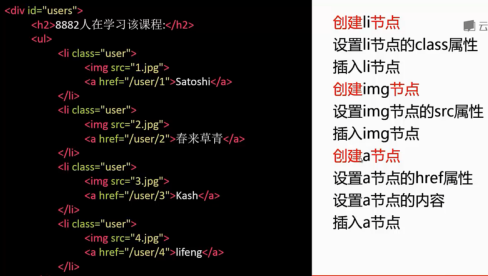 <div id="users">
<h2>8882人在学习该课程:</h2>
<ul>
<li class="user">
<img src="1.jpg">
<a href="/user/1">Satoshi</a>
</li>
<li class="user">
<img src="2.jpg">
<a href="/user/2">春来草青</a>
</li>
<li class="user">
<img src="3.jpg">
<a href="/user/3">Kash</a>
</li>
<li class="user">
<img src="4.jpg">
<a href="/user/4">lifeng</a>
</li>
创建li节点
设置li节点的class属性
插入li节点
创建img节点
设置img节点的src属性
插入img节点
创建a节点
设置a节点的href属性
设置a节点的内容
插入a节点
云